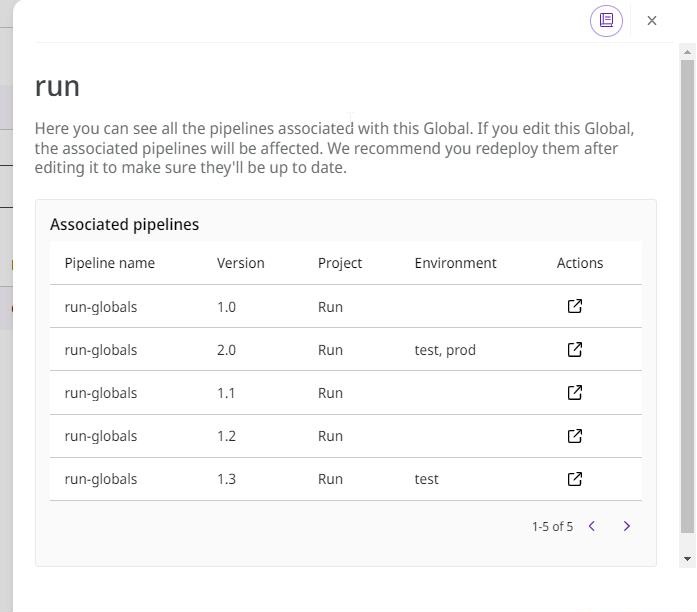 run
Here you can see all the pipelines associated with this Global. If you edit this Global,
the associated pipelines will be affected. We recommend you redeploy them after
editing it to make sure they'll be up to date.
Associated pipelines
Pipeline name Version Project Environment Actions
run-globals 1.0 Run
run-globals 2.0 Run test, prod
run-globals 1.1 Run
run-globals 1.2 Run
run-globals 1.3 Run test
1-5 of 5